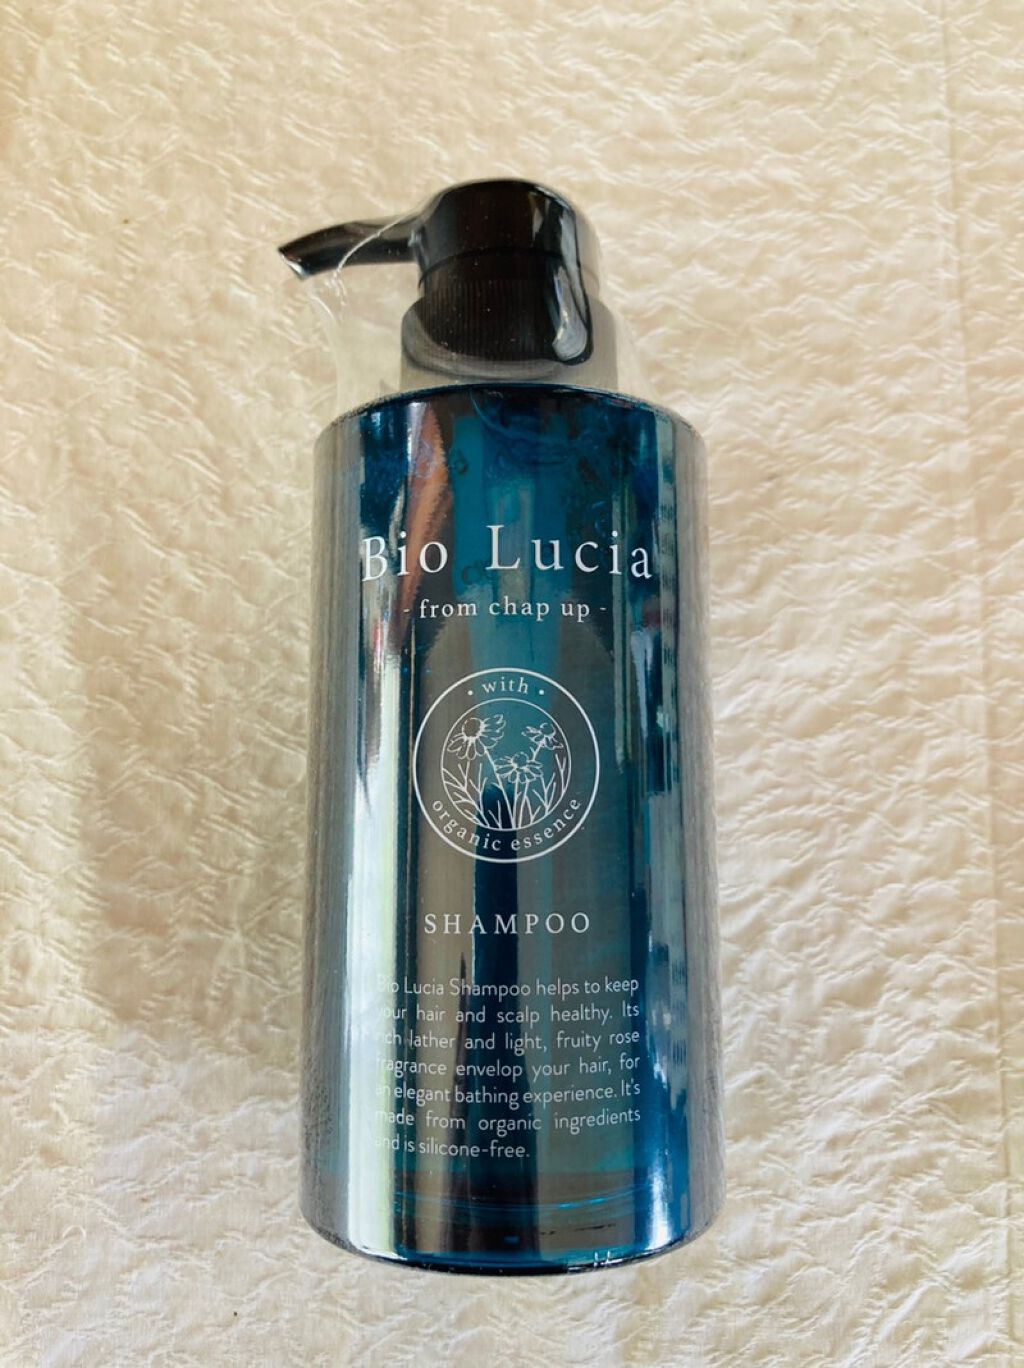 Bio Lucia
- from chap up -
• with •
organic essence
SHAMPOO
Bio Lucia Shampoo helps to keep
your hair and scalp healthy. Its
rich lather and light, fruity rose
fragrance envelop your hair, for
an elegant bathing experience. It's
made from organic ingredients
and is silicone-free.